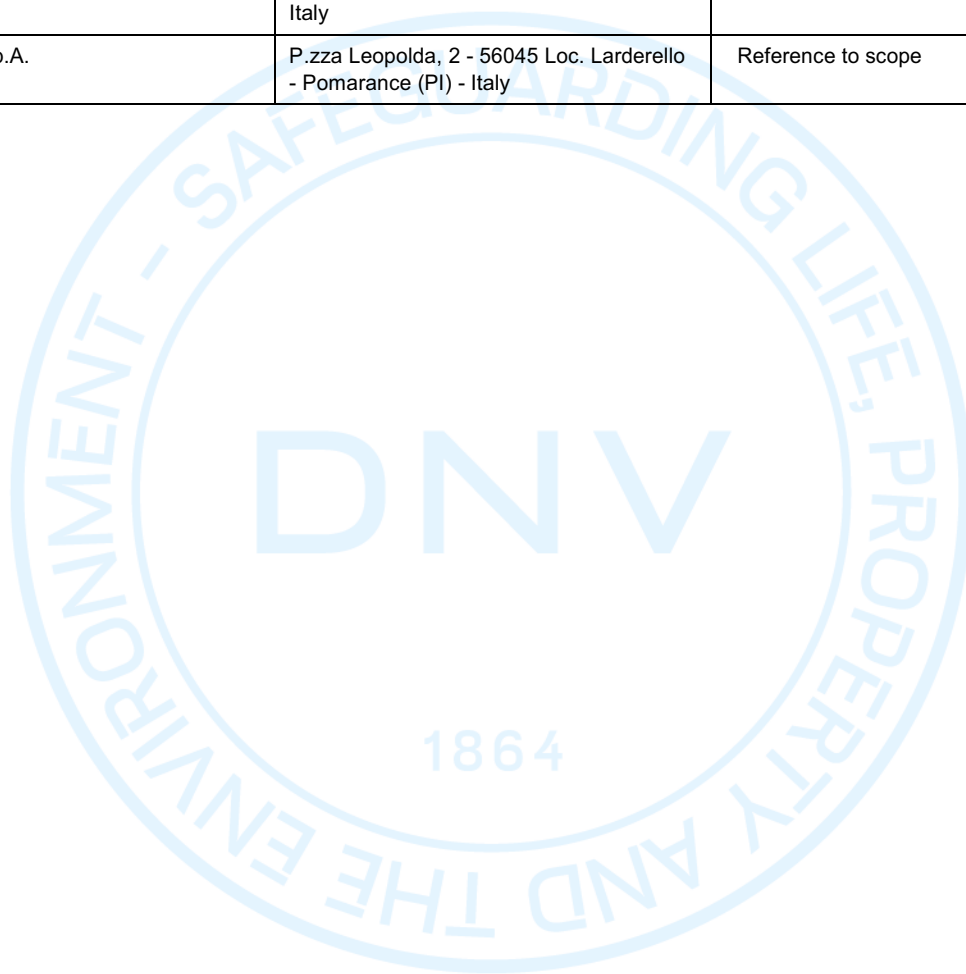 Italy
p.A.
P.zza Leopolda, 2 - 56045 Loc. Larderello
- Pomarance (PI) - Italy
Reference to scope
SAFEGUARDING LIFE, PROPERTY AND THE ENVIRONMENT -
DNV
1864